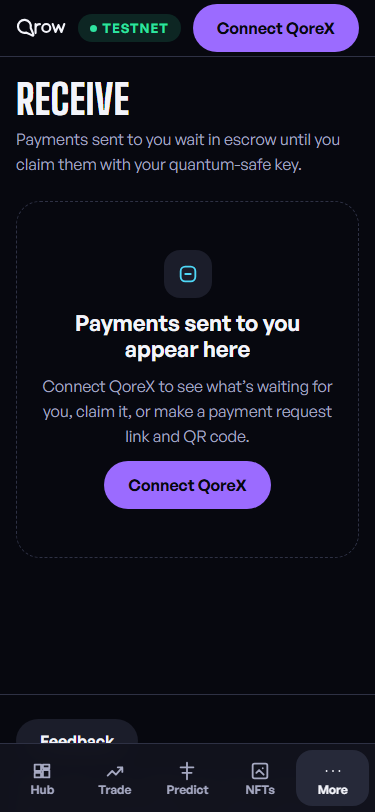 Qrow
TESTNET
Connect QoreX
RECEIVE
Payments sent to you wait in escrow until you
claim them with your quantum-safe key.
Payments sent to you
appear here
Connect QoreX to see what’s waiting for
you, claim it, or make a payment request
link and QR code.
Connect QoreX
Feedback
Hub
Trade
Predict
NFTs
More